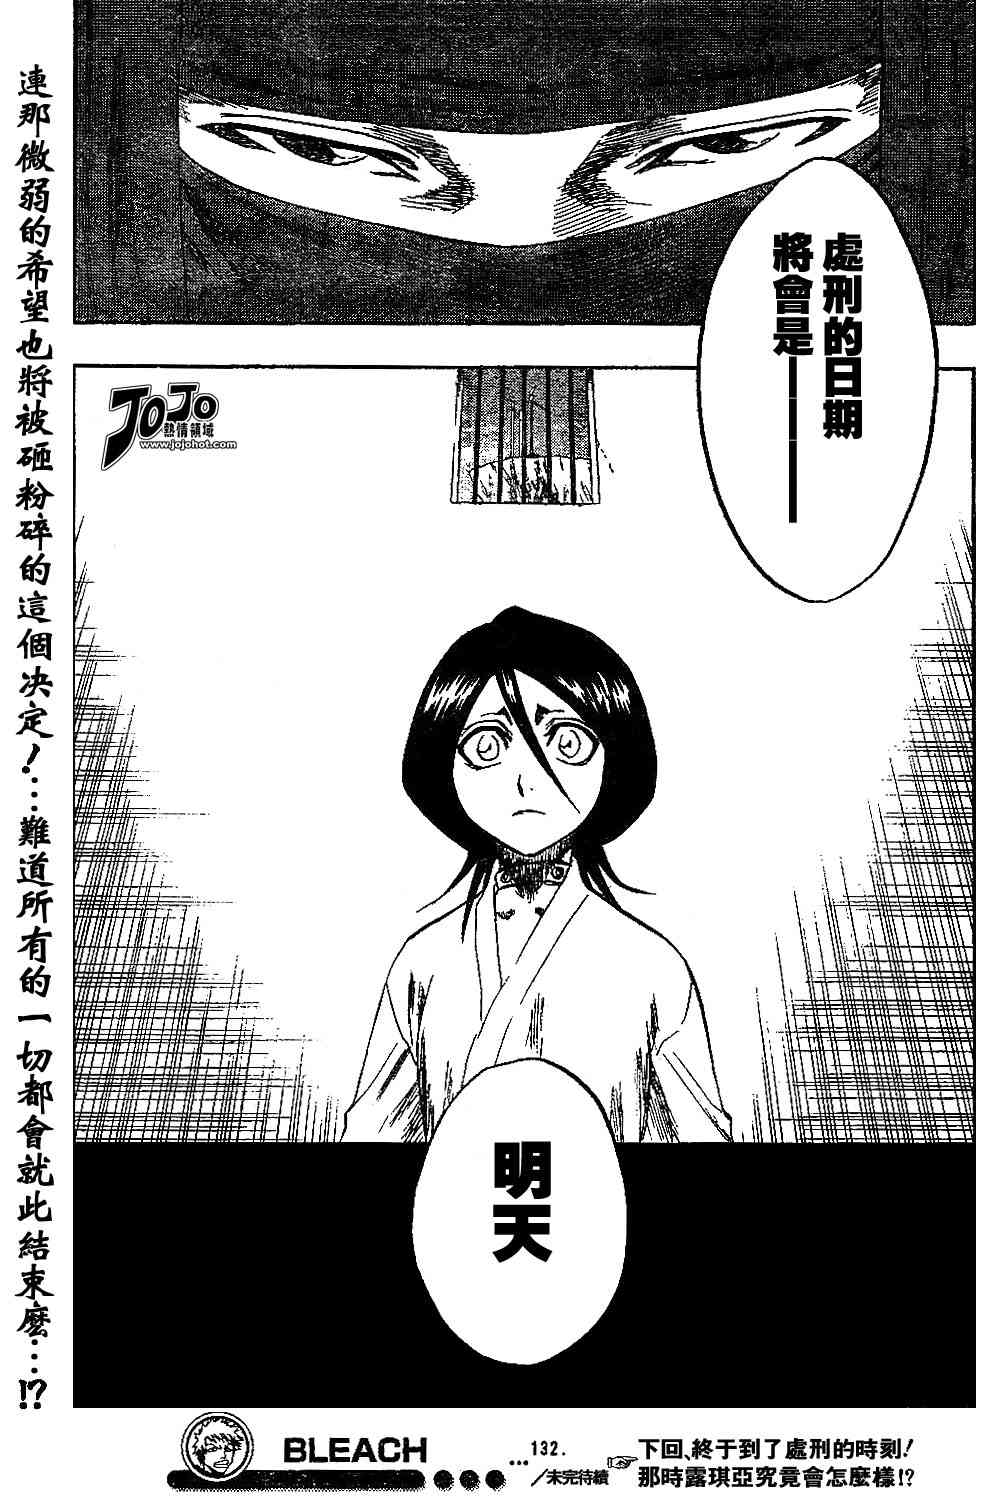 處刑的日期
將會是————
JOJO
熱情領域
www.jojohot.com
明天
連那微弱的希望也將被砸粉碎的這個決定！…難道所有的一切都會就此結束麼…!?
BLEACH
…132.
／未完待續
☞下回、終于到了處刑的時刻！
那時露琪亞究竟會怎麼樣!?